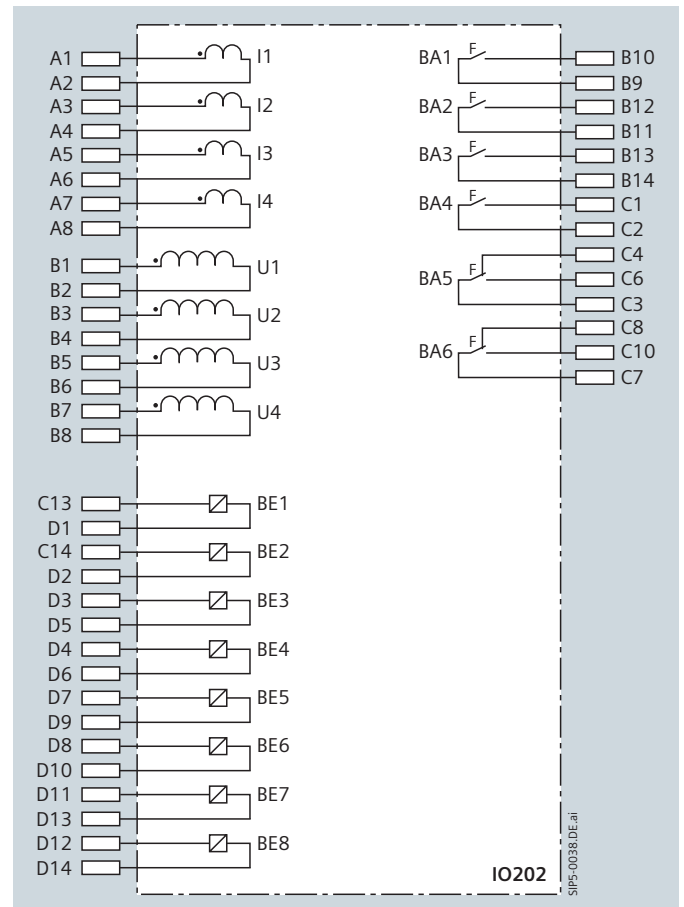 A1 I1
A2
A3 I2
A4
A5 I3
A6
A7 I4
A8
B1 U1
B2
B3 U2
B4
B5 U3
B6
B7 U4
B8
C13 BE1
D1
C14 BE2
D2
D3 BE3
D5
D4 BE4
D6
D7 BE5
D9
D8 BE6
D10
D11 BE7
D13
D12 BE8
D14
BA1 F B10
B9
BA2 F B12
B11
BA3 F B13
B14
BA4 F C1
C2
C4
BA5 F C6
C3
C8
BA6 F C10
C7
IO202
SIP5-0038.DE.ai